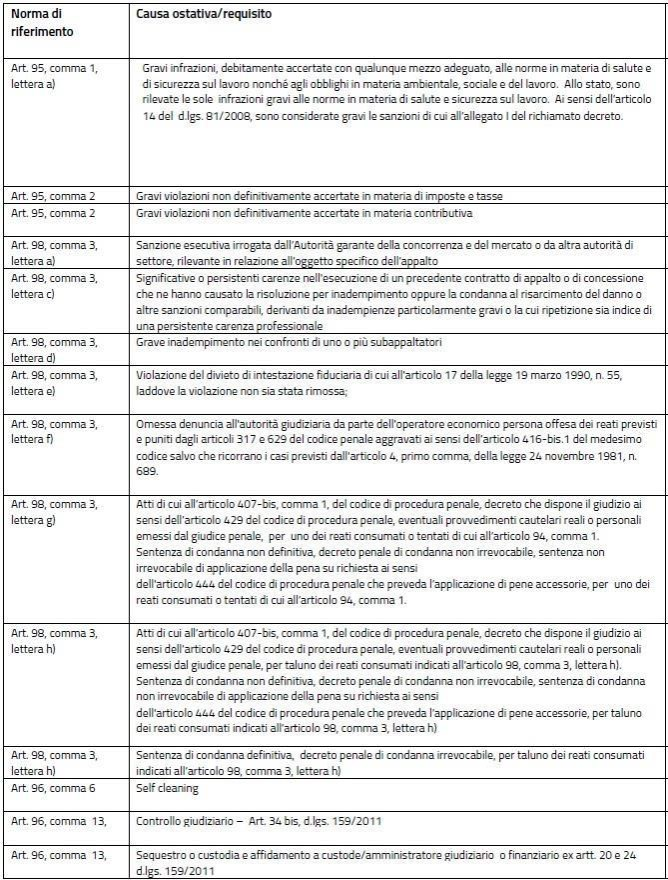 Norma di
riferimento
Causa ostativa/requisito
Art. 95, comma 1,
lettera a)
Gravi infrazioni, debitamente accertate con qualunque mezzo adeguato, alle norme in materia di salute e
di sicurezza sul lavoro nonché agli obblighi in materia ambientale, sociale e del lavoro. Allo stato, sono
rilevate le sole infrazioni gravi alle norme in materia di salute e sicurezza sul lavoro. Ai sensi dell'articolo
14 del d.lgs. 81/2008, sono considerate gravi le sanzioni di cui all'allegato I del richiamato decreto.
Art. 95, comma 2
Gravi violazioni non definitivamente accertate in materia di imposte e tasse
Art. 95, comma 2
Gravi violazioni non definitivamente accertate in materia contributiva
Art. 98, comma 3,
lettera a)
Sanzione esecutiva irrogata dall'Autorità garante della concorrenza e del mercato o da altra autorità di
settore, rilevante in relazione all'oggetto specifico dell'appalto
Art. 98, comma 3,
lettera c)
Significative o persistenti carenze nell'esecuzione di un precedente contratto di appalto o di concessione
che ne hanno causato la risoluzione per inadempimento oppure la condanna al risarcimento del danno o
altre sanzioni comparabili, derivanti da inadempienze particolarmente gravi o la cui ripetizione sia indice di
una persistente carenza professionale
Art. 98, comma 3,
lettera d)
Grave inadempimento nei confronti di uno o più subappaltatori
Art. 98, comma 3,
lettera e)
Violazione del divieto di intestazione fiduciaria di cui all'articolo 17 della legge 19 marzo 1990, n. 55,
laddove la violazione non sia stata rimossa;
Art. 98, comma 3,
lettera f)
Omessa denuncia all'autorità giudiziaria da parte dell'operatore economico persona offesa dei reati previsti
e puniti dagli articoli 317 e 629 del codice penale aggravati ai sensi dell'articolo 416-bis.1 del medesimo
codice salvo che ricorrano i casi previsti dall'articolo 4, primo comma, della legge 24 novembre 1981, n.
689.
Art. 98, comma 3,
lettera g)
Atti di cui all'articolo 407-bis, comma 1, del codice di procedura penale, decreto che dispone il giudizio ai
sensi dell'articolo 429 del codice di procedura penale, eventuali provvedimenti cautelari reali o personali
emessi dal giudice penale, per uno dei reati consumati o tentati di cui all'articolo 94, comma 1.
Sentenza di condanna non definitiva, decreto penale di condanna non irrevocabile, sentenza non
irrevocabile di applicazione della pena su richiesta ai sensi
dell'articolo 444 del codice di procedura penale che preveda l'applicazione di pene accessorie, per uno dei
reati consumati o tentati di cui all'articolo 94, comma 1.
Art. 98, comma 3,
lettera h)
Atti di cui all'articolo 407-bis, comma 1, del codice di procedura penale, decreto che dispone il giudizio ai
sensi dell'articolo 429 del codice di procedura penale, eventuali provvedimenti cautelari reali o personali
emessi dal giudice penale, per taluno dei reati consumati indicati all'articolo 98, comma 3, lettera h).
Sentenza di condanna non definitiva, decreto penale di condanna non irrevocabile, sentenza di condanna
non irrevocabile di applicazione della pena su richiesta ai sensi
dell'articolo 444 del codice di procedura penale che preveda l'applicazione di pene accessorie, per taluno
dei reati consumati indicati all'articolo 98, comma 3, lettera h)
Art. 98, comma 3,
lettera h)
Sentenza di condanna definitiva, decreto penale di condanna irrevocabile, per taluno dei reati consumati
indicati all'articolo 98, comma 3, lettera h)
Art. 96, comma 6
Self cleaning
Art. 96, comma 13,
Controllo giudiziario – Art. 34 bis, d.lgs. 159/2011
Art. 96, comma 13,
Sequestro o custodia e affidamento a custode/amministratore giudiziario o finanziario ex artt. 20 e 24
d.lgs. 159/2011